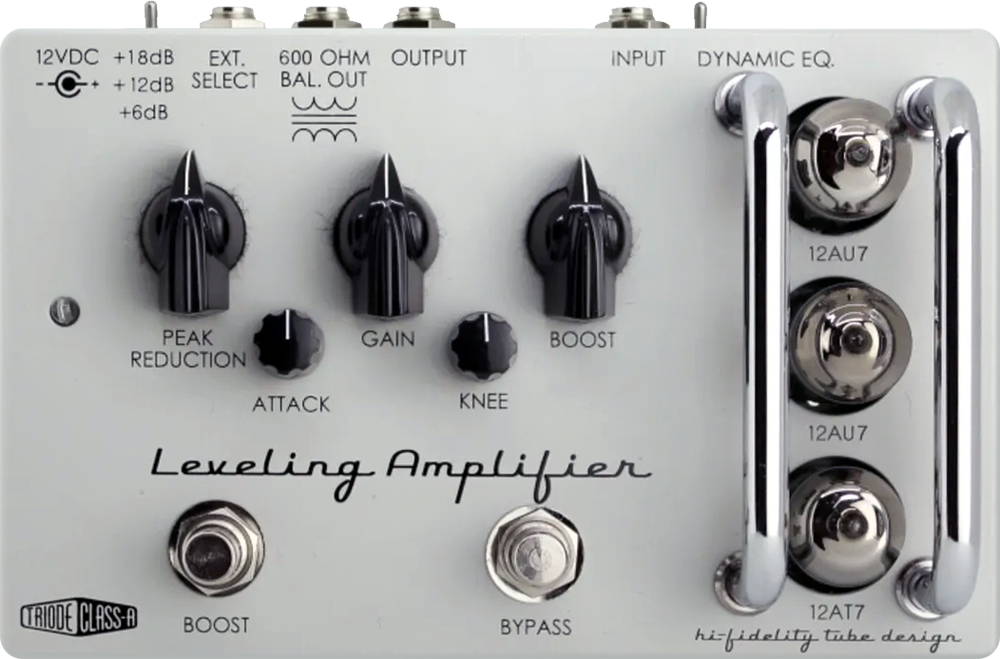 12VDC
+18dB
+12dB
+6dB
- +
EXT.
SELECT
600 OHM
BAL. OUT
OUTPUT
INPUT
DYNAMIC EQ.
12AU7
PEAK
REDUCTION
GAIN
BOOST
ATTACK
KNEE
12AU7
Leveling Amplifier
12AT7
TRIODE CLASS-A
BOOST
BYPASS
hi-fidelity tube design